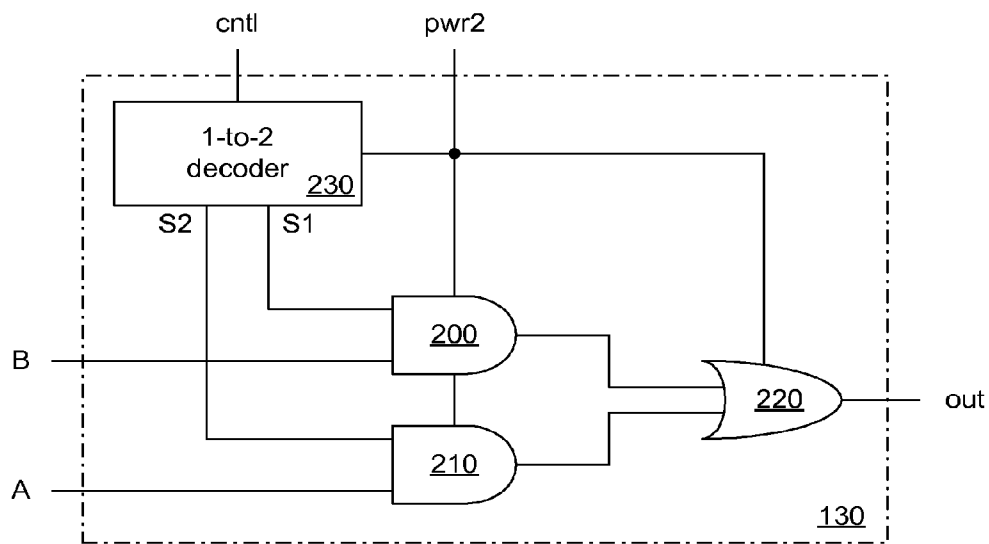 cntl
pwr2
1-to-2
decoder
230
S2
S1
B
200
220
out
A
210
130